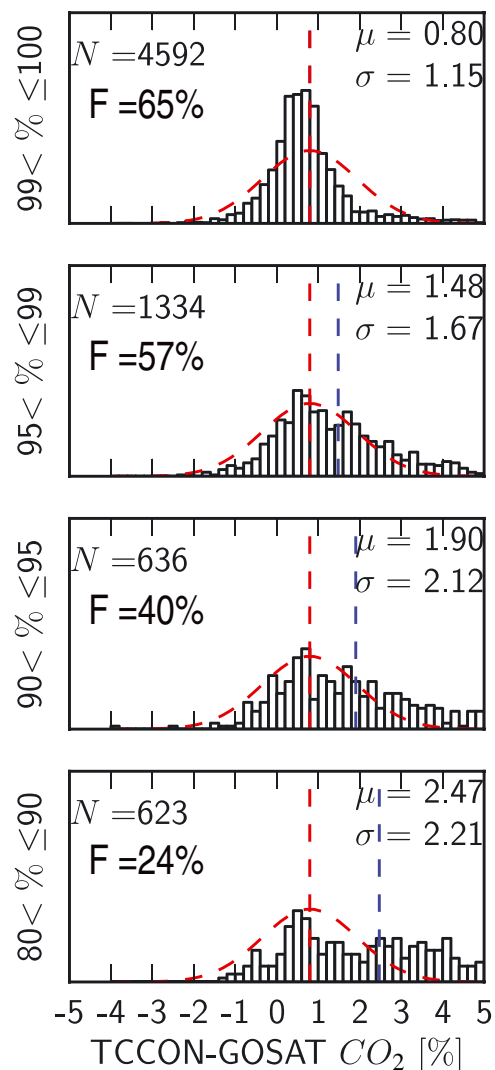 99< % ≤100
N =4592
F =65%
μ = 0.80
σ = 1.15
95< % ≤99
N =1334
F =57%
μ = 1.48
σ = 1.67
90< % ≤95
N =636
F =40%
μ = 1.90
σ = 2.12
80< % ≤90
N =623
F =24%
μ = 2.47
σ = 2.21
-5 -4 -3 -2 -1 0 1 2 3 4 5
TCCON-GOSAT CO₂ [%]